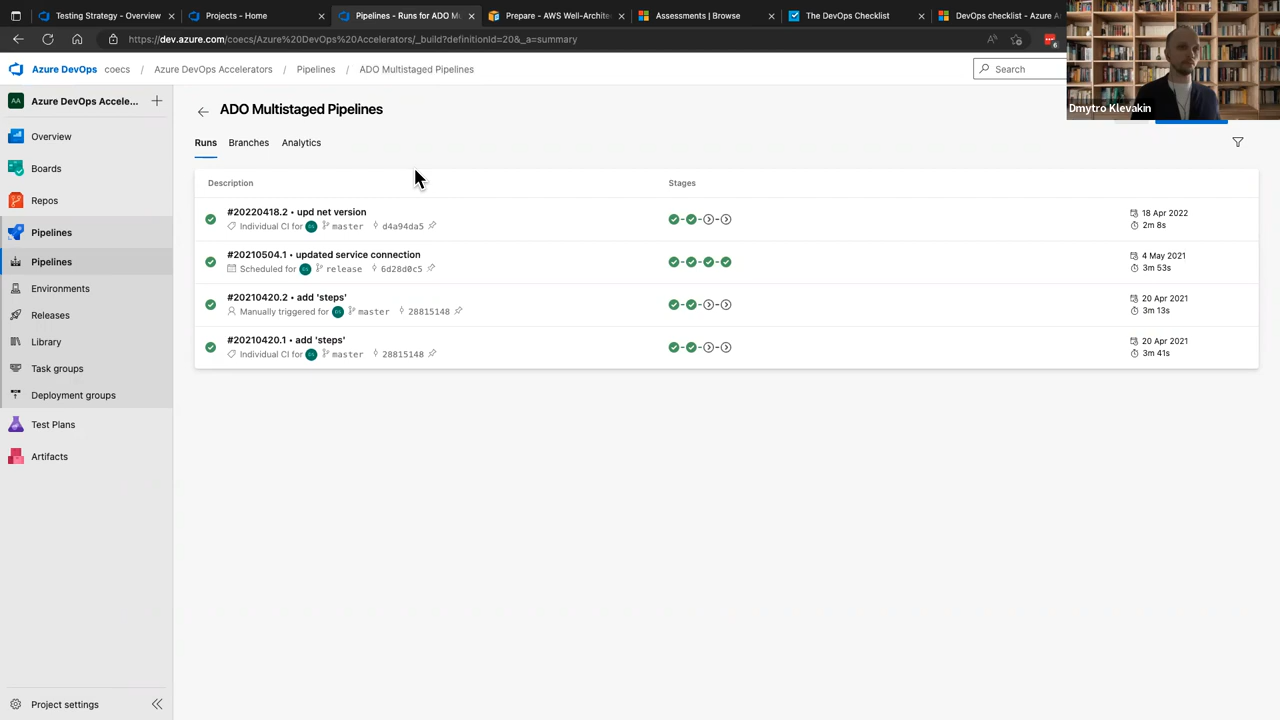 Testing Strategy - Overview
Projects - Home
Pipelines - Runs for ADO Mu
Prepare - AWS Well-Archite
Assessments | Browse
The DevOps Checklist
DevOps checklist - Azure A
https://dev.azure.com/coecs/Azure%20DevOps%20Accelerators/_build?definitionId=20&_a=summary
6
Azure DevOps coecs / Azure DevOps Accelerators / Pipelines / ADO Multistaged Pipelines
Search
Dmytro Klevakin
AA Azure DevOps Accele...
Overview
Boards
Repos
Pipelines
Pipelines
Environments
Releases
Library
Task groups
Deployment groups
Test Plans
Artifacts
Project settings
ADO Multistaged Pipelines
Runs Branches Analytics
Description Stages
#20220418.2 • upd net version
Individual CI for master d4a94da5
18 Apr 2022
2m 8s
#20210504.1 • updated service connection
Scheduled for release 6d28d0c5
4 May 2021
3m 53s
#20210420.2 • add 'steps'
Manually triggered for master 28815148
20 Apr 2021
3m 13s
#20210420.1 • add 'steps'
Individual CI for master 28815148
20 Apr 2021
3m 41s